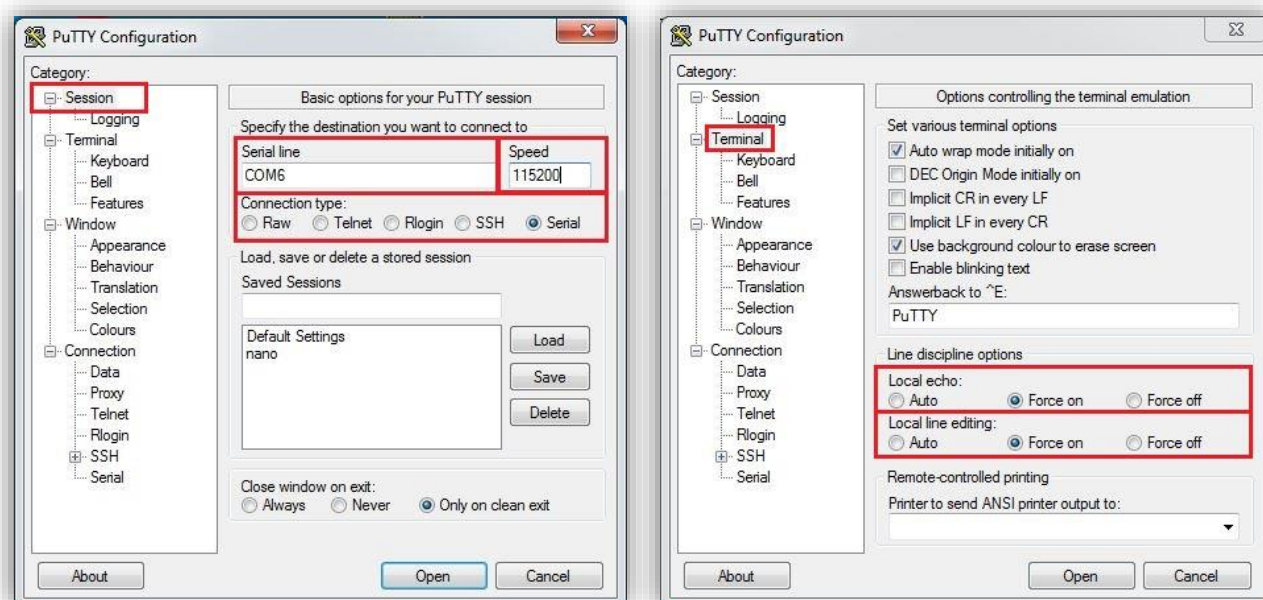 PuTTY Configuration
Category:
Session
Logging
Terminal
Keyboard
Bell
Features
Window
Appearance
Behaviour
Translation
Selection
Colours
Connection
Data
Proxy
Telnet
Rlogin
SSH
Serial
Basic options for your PuTTY session
Specify the destination you want to connect to
Serial line Speed
COM6 115200
Connection type:
Raw Telnet Rlogin SSH Serial
Load, save or delete a stored session
Saved Sessions
Default Settings
nano
Load
Save
Delete
Close window on exit:
Always Never Only on clean exit
About Open Cancel
PuTTY Configuration
Category:
Session
Logging
Terminal
Keyboard
Bell
Features
Window
Appearance
Behaviour
Translation
Selection
Colours
Connection
Data
Proxy
Telnet
Rlogin
SSH
Serial
Options controlling the terminal emulation
Set various terminal options
Auto wrap mode initially on
DEC Origin Mode initially on
Implicit CR in every LF
Implicit LF in every CR
Use background colour to erase screen
Enable blinking text
Answerback to ^E:
PuTTY
Line discipline options
Local echo:
Auto Force on Force off
Local line editing:
Auto Force on Force off
Remote-controlled printing
Printer to send ANSI printer output to:
About Open Cancel